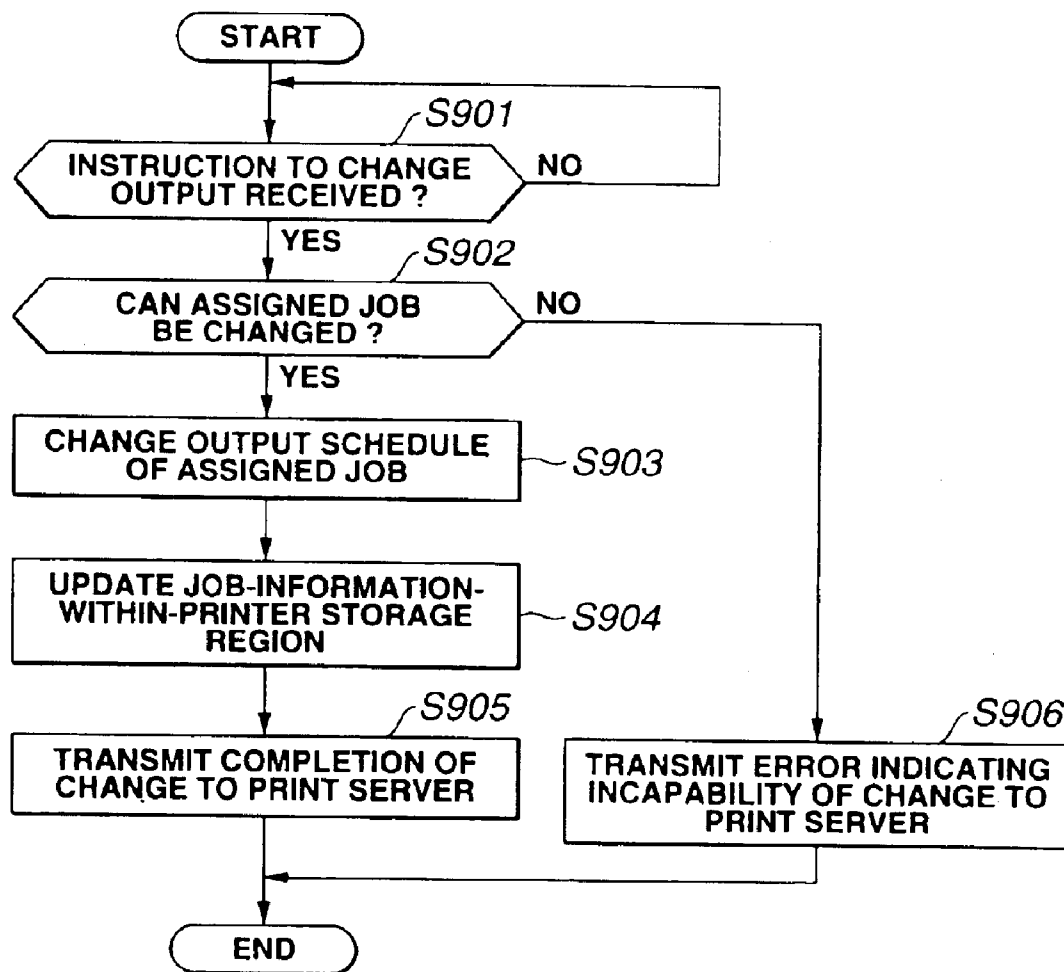 START
S901
INSTRUCTION TO CHANGE
OUTPUT RECEIVED ?
NO
YES
S902
CAN ASSIGNED JOB
BE CHANGED ?
NO
YES
CHANGE OUTPUT SCHEDULE
OF ASSIGNED JOB
S903
UPDATE JOB-INFORMATION-
WITHIN-PRINTER STORAGE
REGION
S904
S905
TRANSMIT COMPLETION OF
CHANGE TO PRINT SERVER
S906
TRANSMIT ERROR INDICATING
INCAPABILITY OF CHANGE TO
PRINT SERVER
END